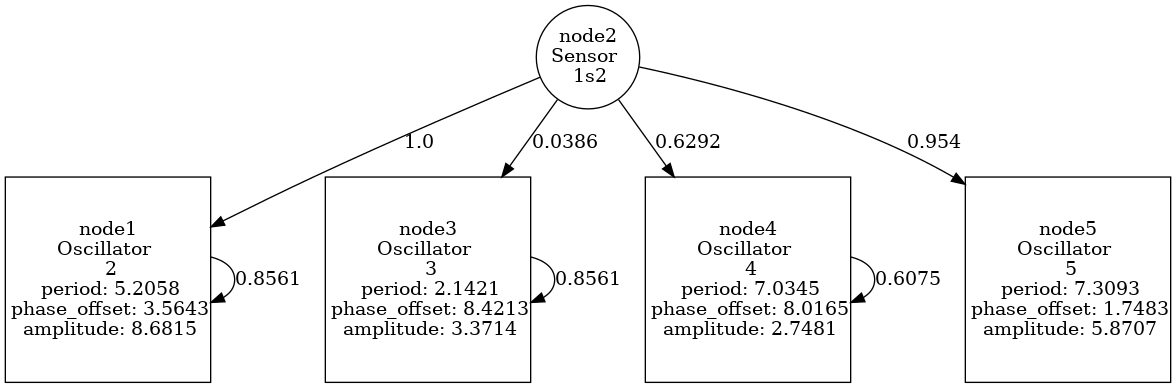 node2
Sensor
1s2
1.0
0.0386
0.6292
0.954
node1
Oscillator
2
period: 5.2058
phase_offset: 3.5643
amplitude: 8.6815
0.8561
node3
Oscillator
3
period: 2.1421
phase_offset: 8.4213
amplitude: 3.3714
0.8561
node4
Oscillator
4
period: 7.0345
phase_offset: 8.0165
amplitude: 2.7481
0.6075
node5
Oscillator
5
period: 7.3093
phase_offset: 1.7483
amplitude: 5.8707